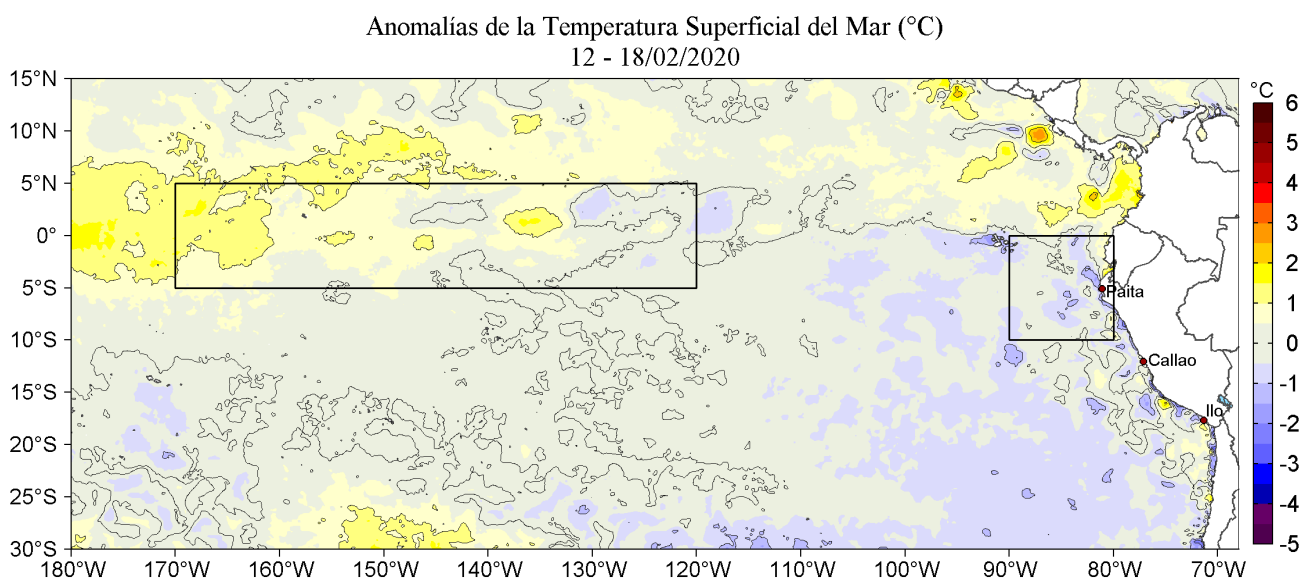 Anomalías de la Temperatura Superficial del Mar (°C)
12 - 18/02/2020
15°N
10°N
5°N
0°
5°S
10°S
15°S
20°S
25°S
30°S
180°W
170°W
160°W
150°W
140°W
130°W
120°W
110°W
100°W
90°W
80°W
70°W
Paita
Callao
Ilo
°C
6
5
4
3
2
1
0
-1
-2
-3
-4
-5